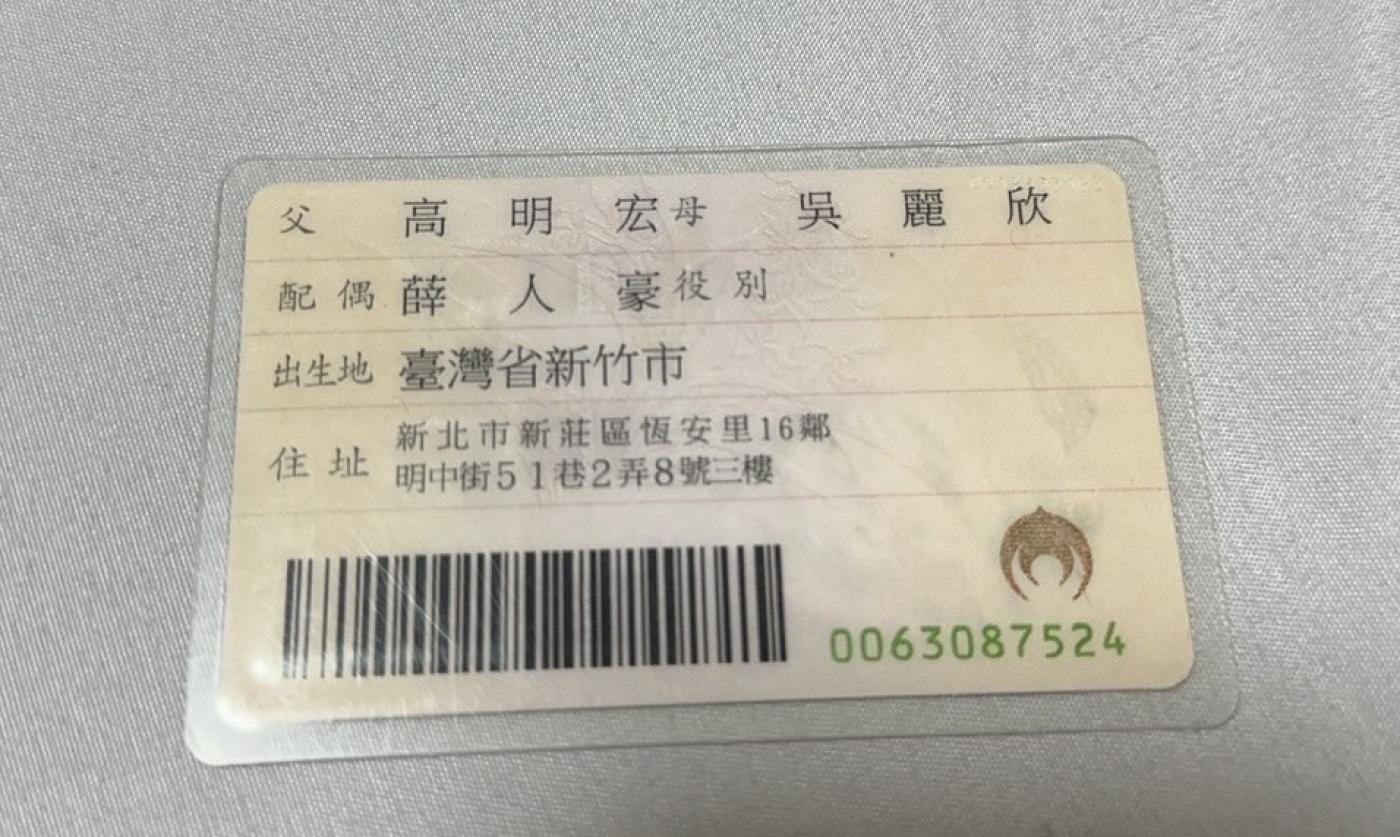 父 高明宏 母 吳麗欣
配偶 薛人豪 役別
出生地 臺灣省新竹市
住址 新北市新莊區恆安里16鄰
明中街51巷2弄8號三樓
0063087524